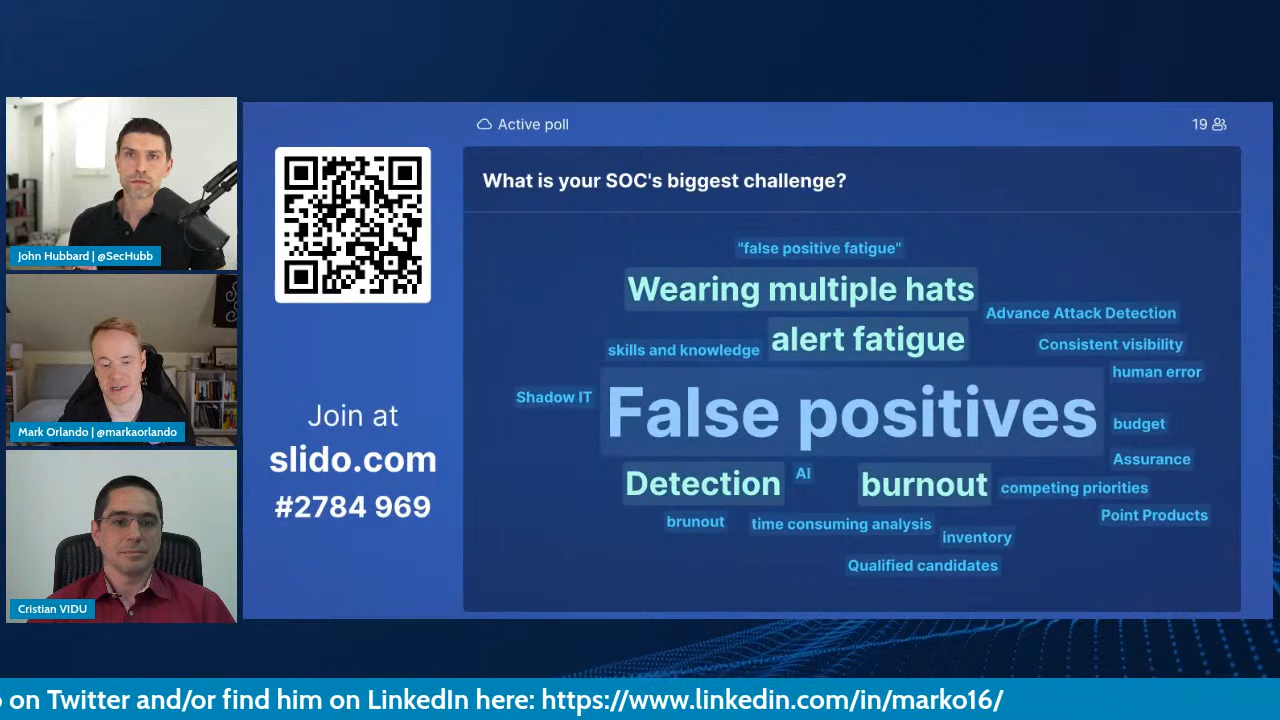 John Hubbard | @SecHubb
Mark Orlando | @markaorlando
Cristian VIDU
Join at
slido.com
#2784 969
Active poll
19
What is your SOC's biggest challenge?
"false positive fatigue"
Wearing multiple hats
Advance Attack Detection
alert fatigue
skills and knowledge
Consistent visibility
human error
Shadow IT
False positives
budget
Assurance
Detection
AI
burnout
competing priorities
Point Products
brunout
time consuming analysis
inventory
Qualified candidates
on Twitter and/or find him on LinkedIn here: https://www.linkedin.com/in/marko16/